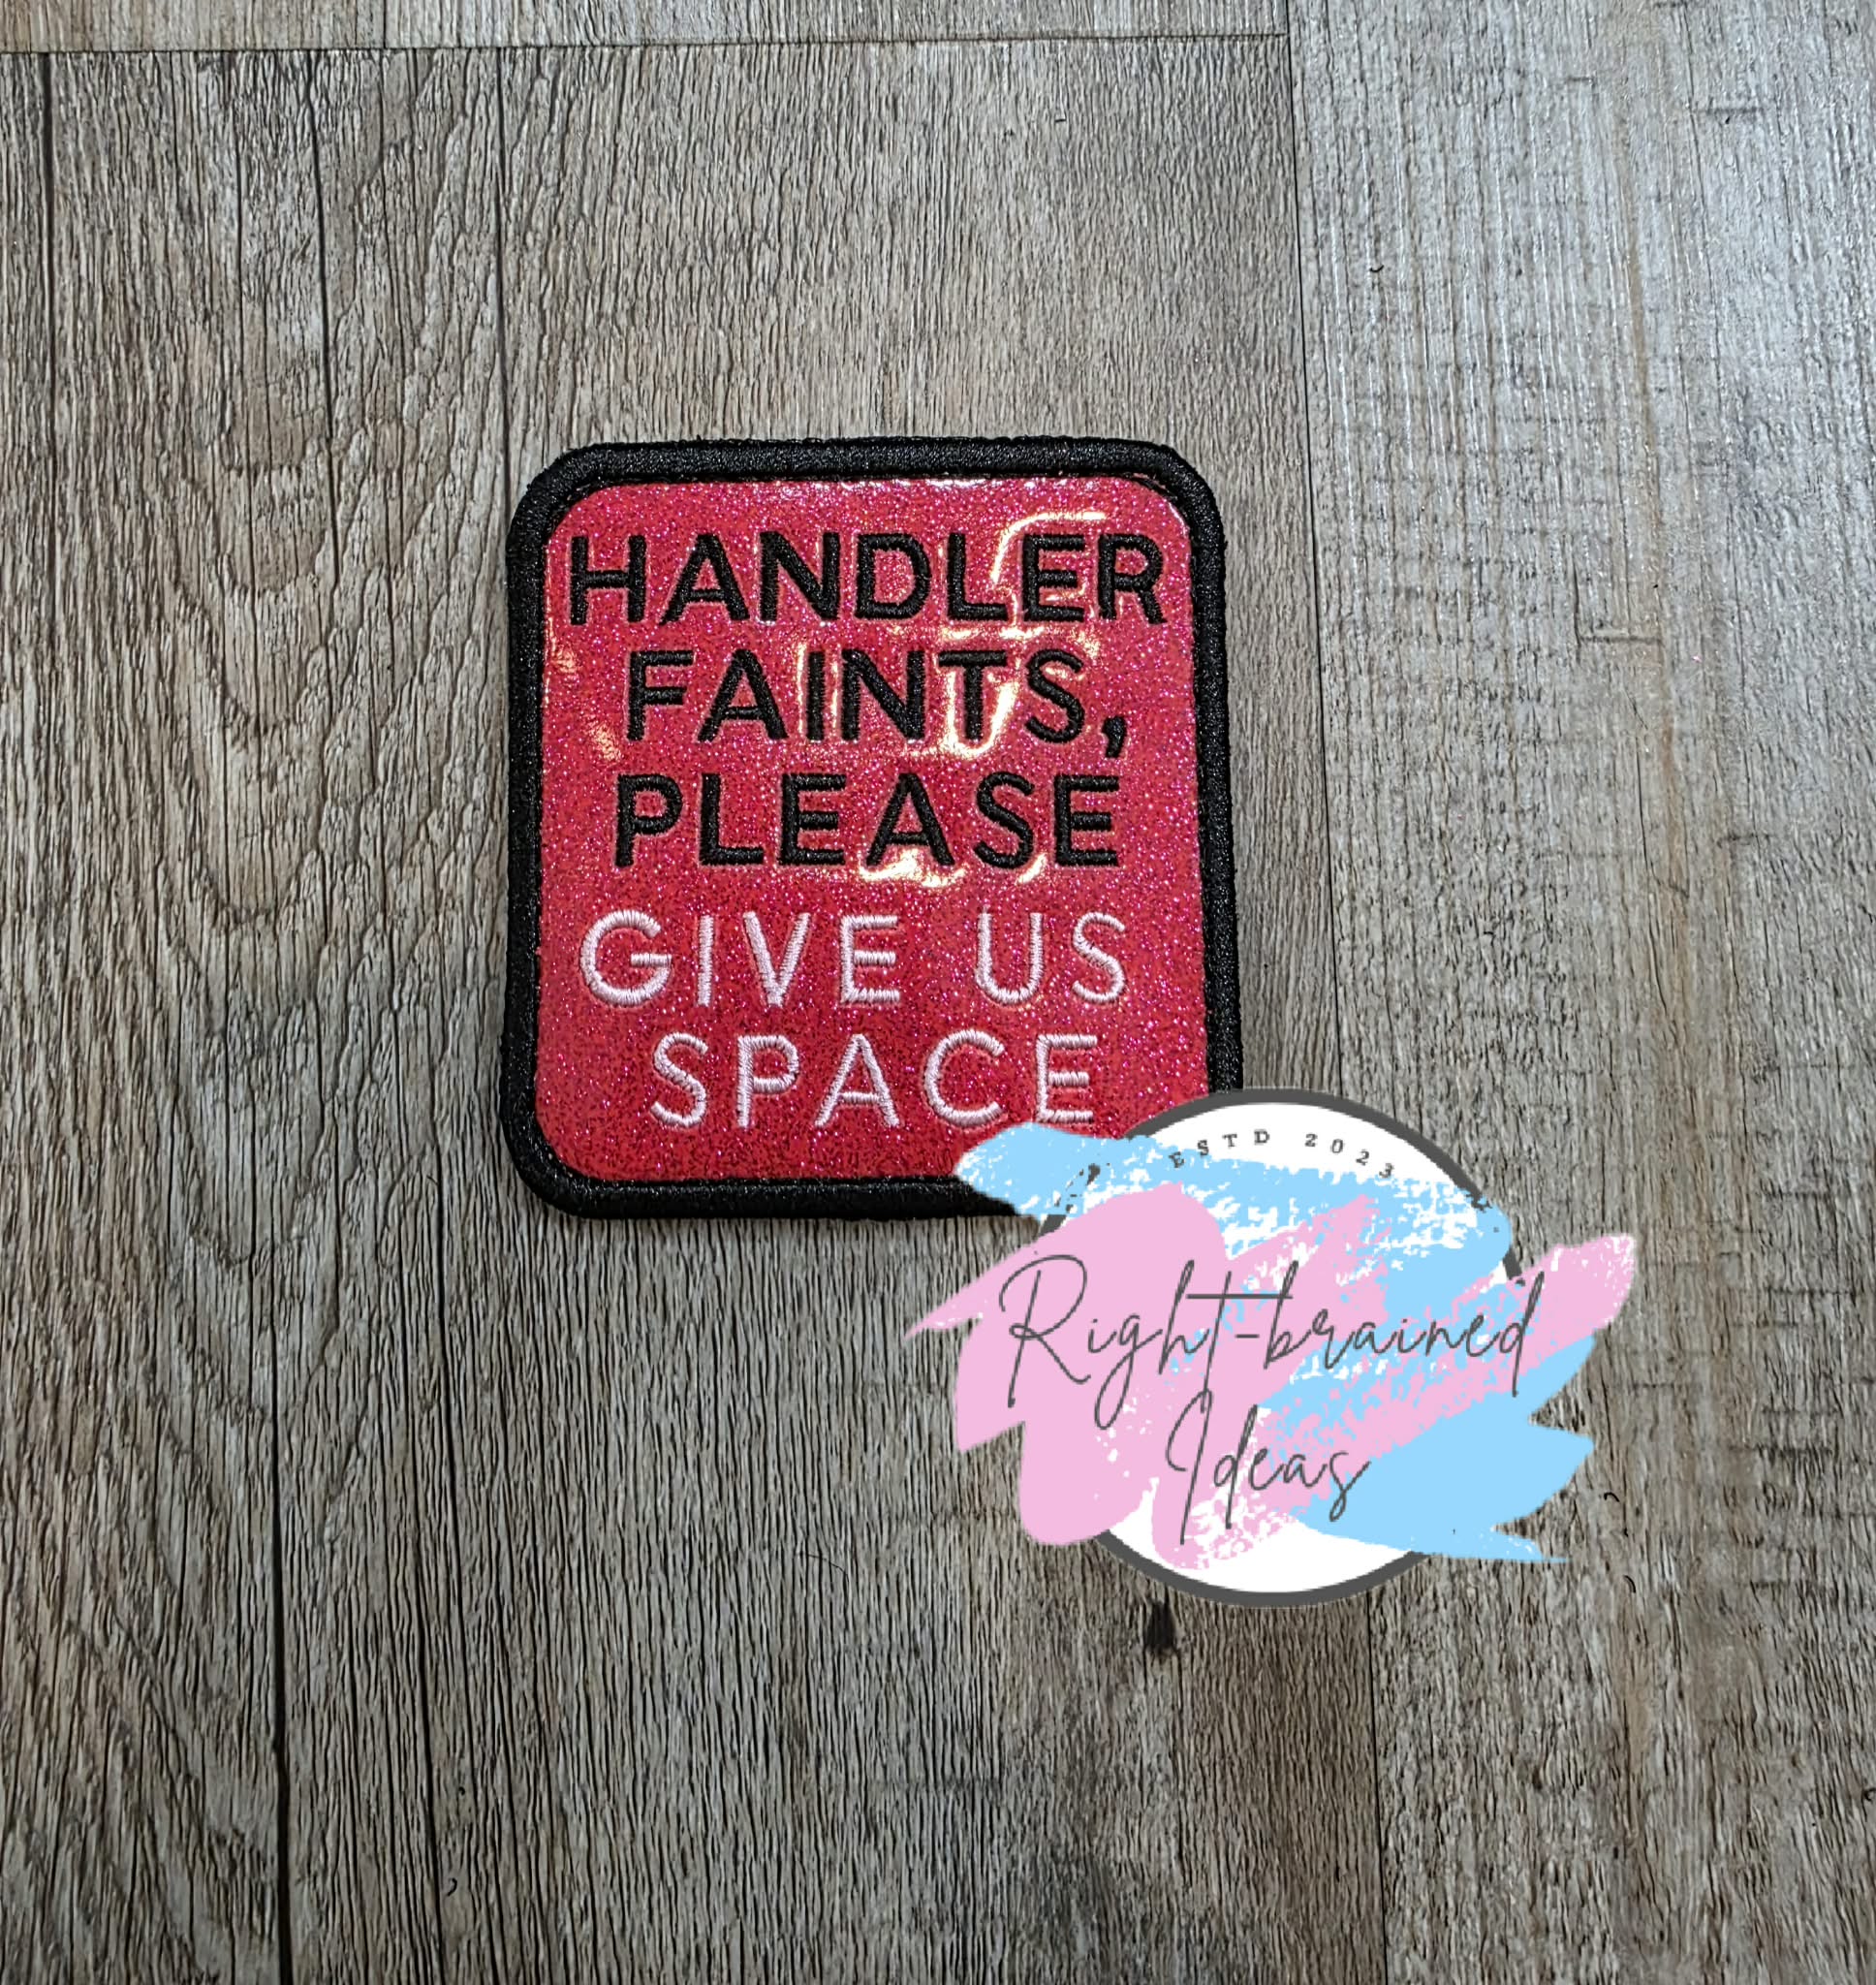 HANDLER
FAINTS,
PLEASE
GIVE US
SPACE
ESTD 2023
Right-brained
Ideas